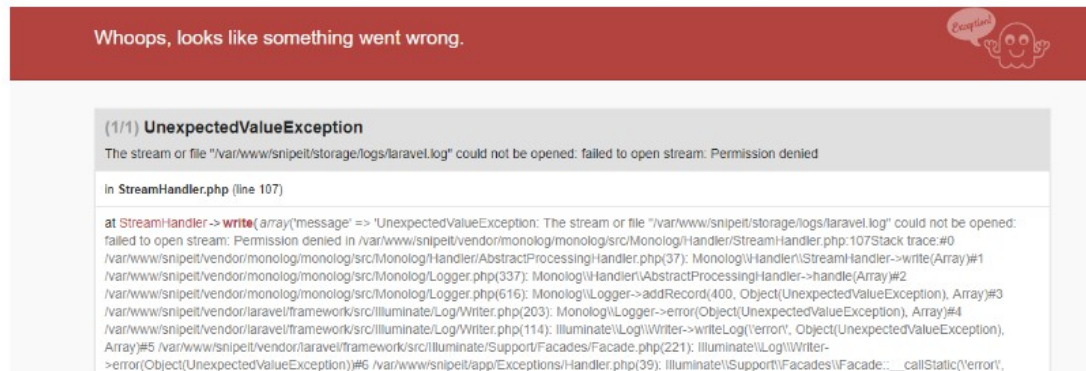 Whoops, looks like something went wrong.
Exception!
(1/1) UnexpectedValueException
The stream or file "/var/www/snipeit/storage/logs/laravel.log" could not be opened: failed to open stream: Permission denied
in StreamHandler.php (line 107)
at StreamHandler->write(array('message' => 'UnexpectedValueException: The stream or file "/var/www/snipeit/storage/logs/laravel.log" could not be opened:
failed to open stream: Permission denied in /var/www/snipeit/vendor/monolog/monolog/src/Monolog/Handler/StreamHandler.php:107Stack trace:#0
/var/www/snipeit/vendor/monolog/monolog/src/Monolog/Handler/AbstractProcessingHandler.php(37): Monolog\\Handler\\StreamHandler->write(Array)#1
/var/www/snipeit/vendor/monolog/monolog/src/Monolog/Logger.php(337): Monolog\\Handler\\AbstractProcessingHandler->handle(Array)#2
/var/www/snipeit/vendor/monolog/monolog/src/Monolog/Logger.php(616): Monolog\\Logger->addRecord(400, Object(UnexpectedValueException), Array)#3
/var/www/snipeit/vendor/laravel/framework/src/Illuminate/Log/Writer.php(203): Monolog\\Logger->error(Object(UnexpectedValueException), Array)#4
/var/www/snipeit/vendor/laravel/framework/src/Illuminate/Log/Writer.php(114): Illuminate\\Log\\Writer->writeLog(\'error\', Object(UnexpectedValueException),
Array)#5 /var/www/snipeit/vendor/laravel/framework/src/Illuminate/Support/Facades/Facade.php(221): Illuminate\\Log\\Writer-
>error(Object(UnexpectedValueException))#6 /var/www/snipeit/app/Exceptions/Handler.php(39): Illuminate\\Support\\Facades\\Facade::__callStatic(\'error\',